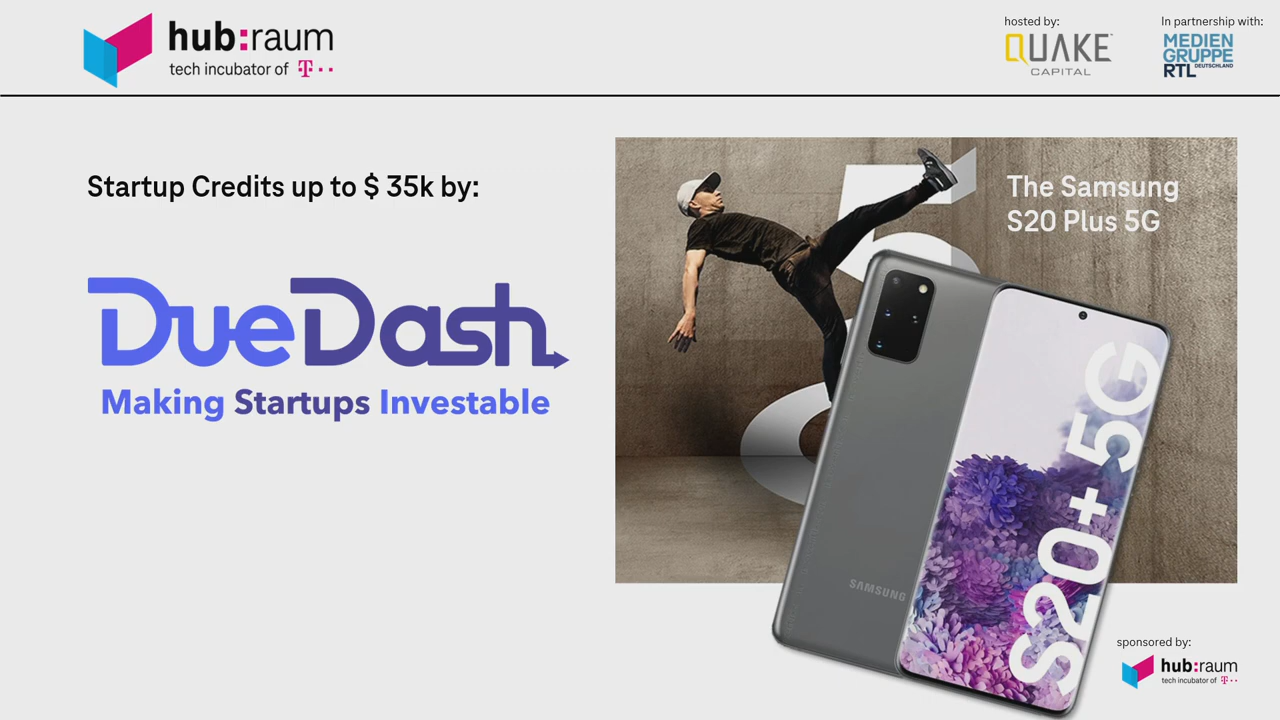 hub:raum
tech incubator of T··
hosted by:
QUAKE
CAPITAL
In partnership with:
MEDIEN
GRUPPE
RTL DEUTSCHLAND
Startup Credits up to $ 35k by:
DueDash
Making Startups Investable
The Samsung
S20 Plus 5G
5G
SAMSUNG
S20+ 5G
sponsored by:
hub:raum
tech incubator of T··